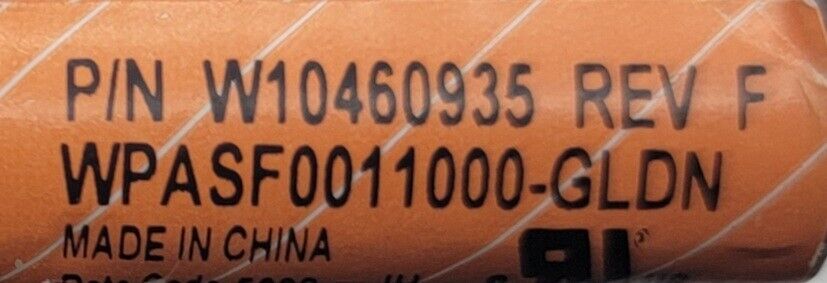 P/N W10460935 REV F
WPASF0011000-GLDN
MADE IN CHINA